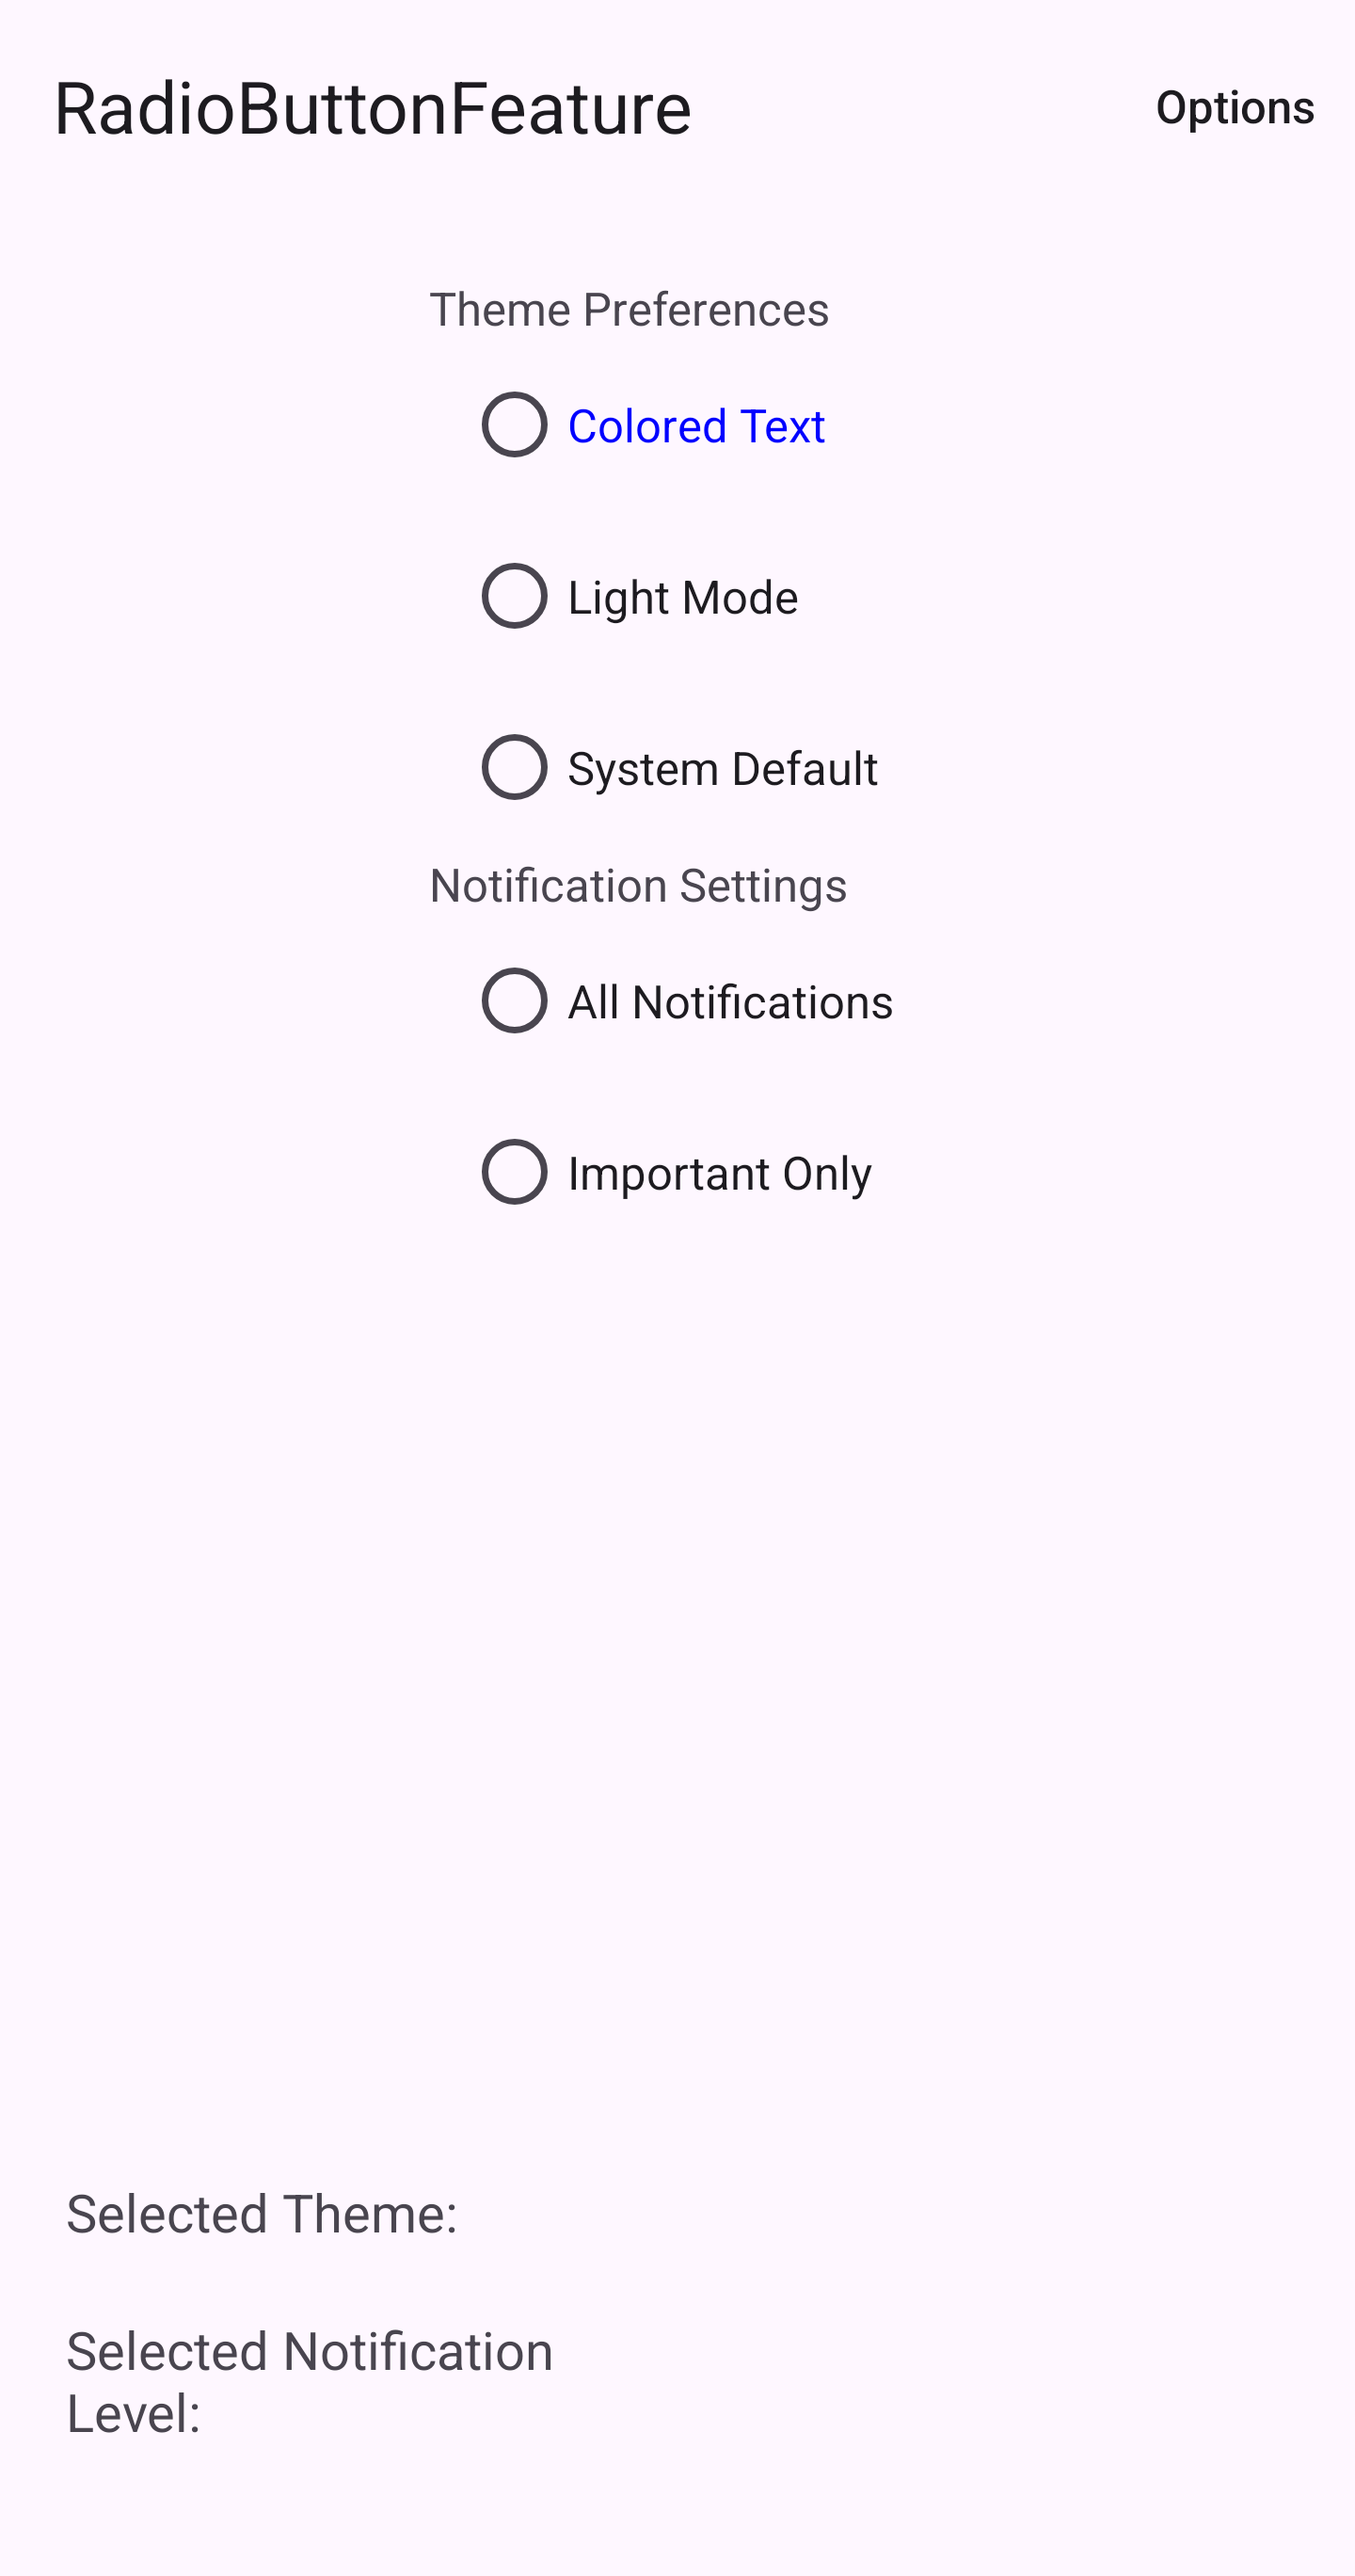 RadioButtonFeature
Options
Theme Preferences
Colored Text
Light Mode
System Default
Notification Settings
All Notifications
Important Only
Selected Theme:
Selected Notification
Level: